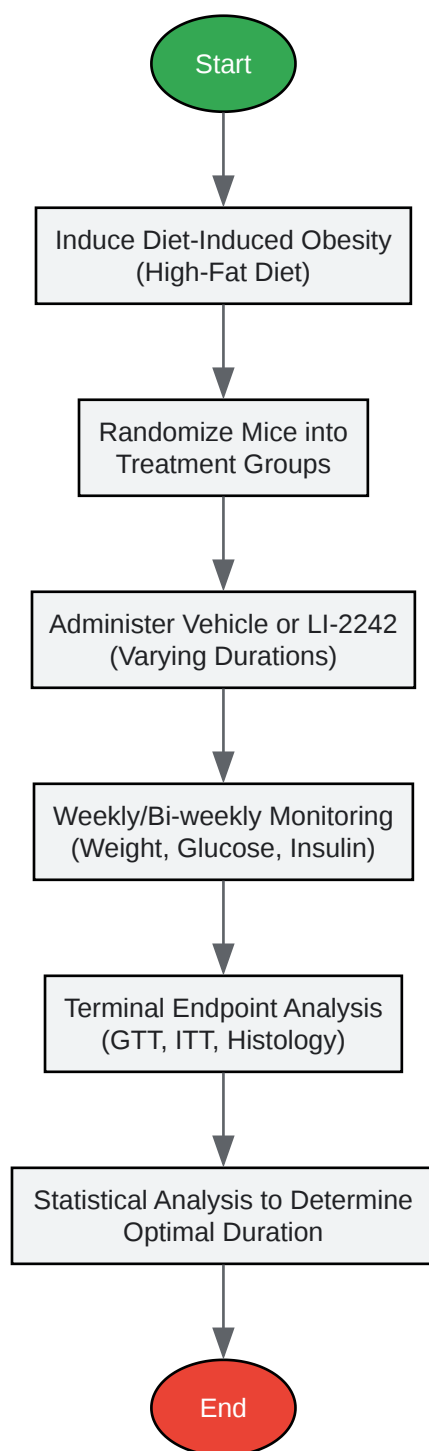 Start
Induce Diet-Induced Obesity
(High-Fat Diet)
Randomize Mice into
Treatment Groups
Administer Vehicle or LI-2242
(Varying Durations)
Weekly/Bi-weekly Monitoring
(Weight, Glucose, Insulin)
Terminal Endpoint Analysis
(GTT, ITT, Histology)
Statistical Analysis to Determine
Optimal Duration
End